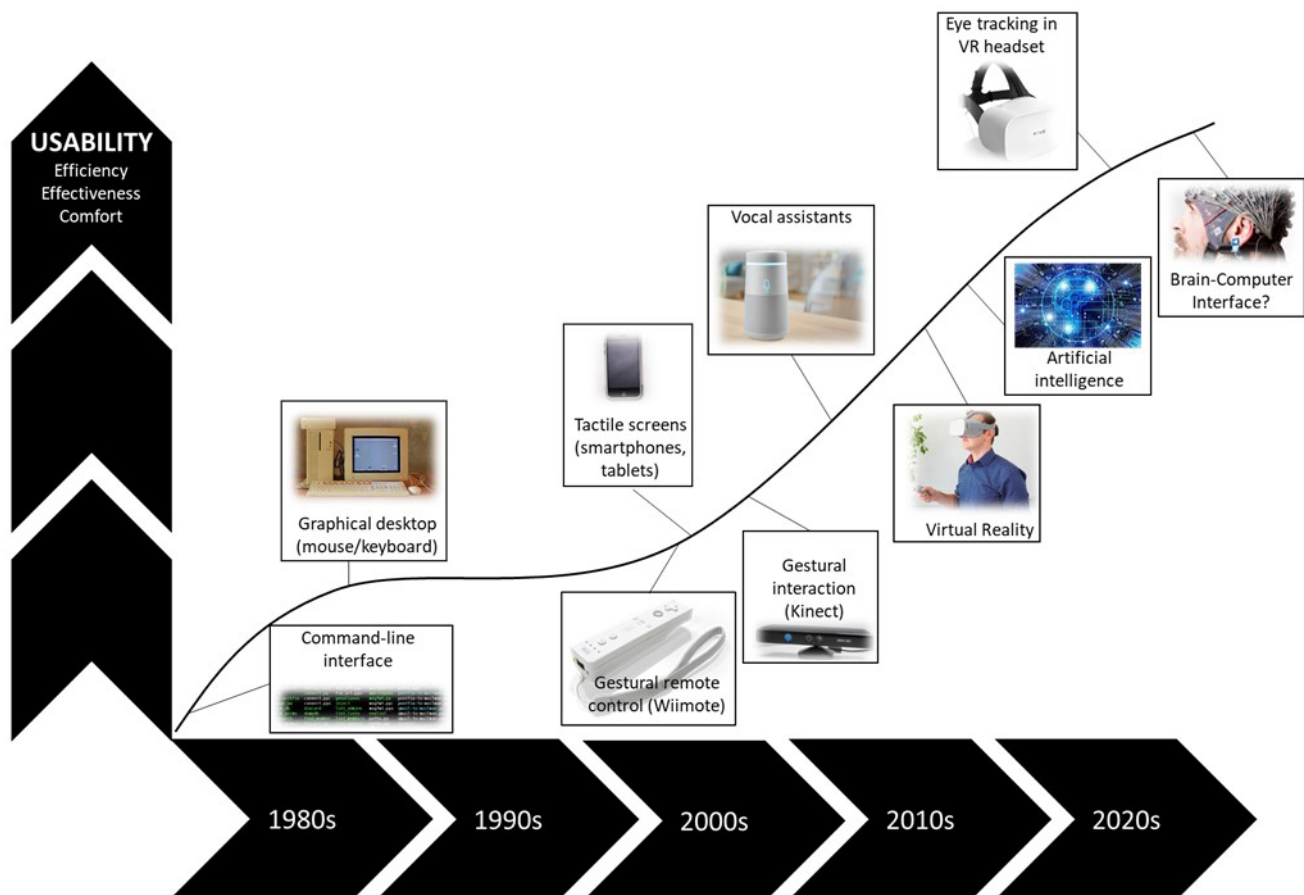 USABILITY
Efficiency
Effectiveness
Comfort
Eye tracking in
VR headset
Vocal assistants
Brain-Computer
Interface?
Artificial
intelligence
Tactile screens
(smartphones,
tablets)
Virtual Reality
Graphical desktop
(mouse/keyboard)
Gestural
interaction
(Kinect)
Command-line
interface
Gestural remote
control (Wiimote)
1980s
1990s
2000s
2010s
2020s